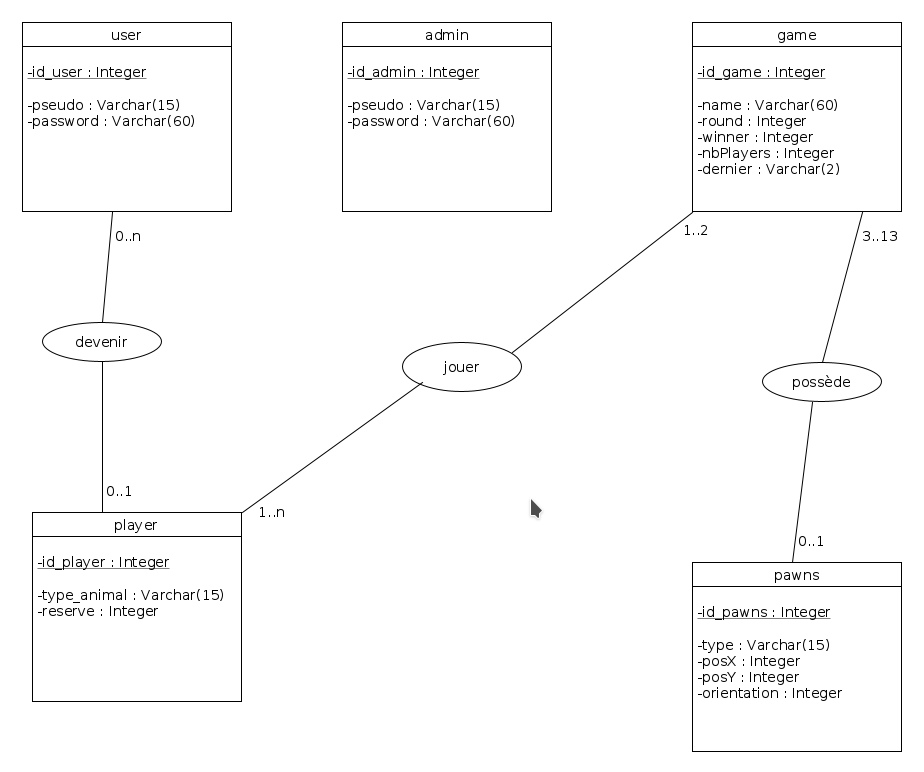 user
-id_user : Integer
-pseudo : Varchar(15)
-password : Varchar(60)
admin
-id_admin : Integer
-pseudo : Varchar(15)
-password : Varchar(60)
game
-id_game : Integer
-name : Varchar(60)
-round : Integer
-winner : Integer
-nbPlayers : Integer
-dernier : Varchar(2)
0..n
1..2
3..13
devenir
jouer
possède
0..1
1..n
0..1
player
-id_player : Integer
-type_animal : Varchar(15)
-reserve : Integer
pawns
-id_pawns : Integer
-type : Varchar(15)
-posX : Integer
-posY : Integer
-orientation : Integer